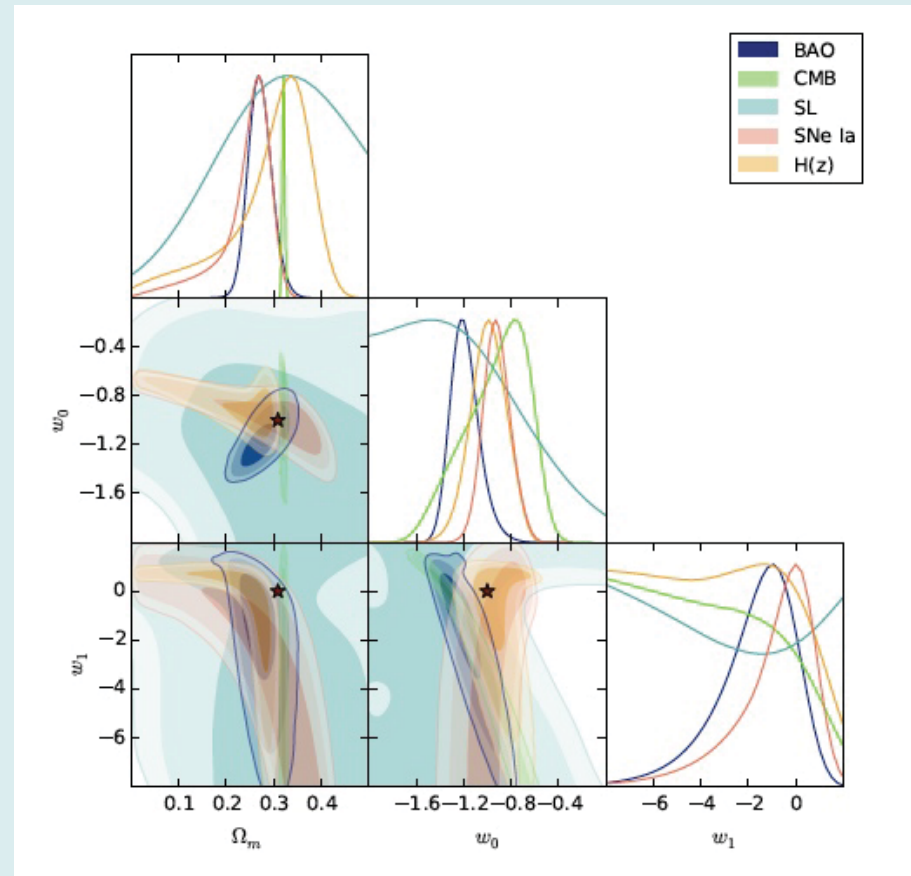 BAO
CMB
SL
SNe Ia
H(z)
−0.4
−0.8
−1.2
−1.6
w₀
0
−2
−4
−6
w₁
0.1 0.2 0.3 0.4
−1.6 −1.2 −0.8 −0.4
−6 −4 −2 0
Ωₘ w₀ w₁